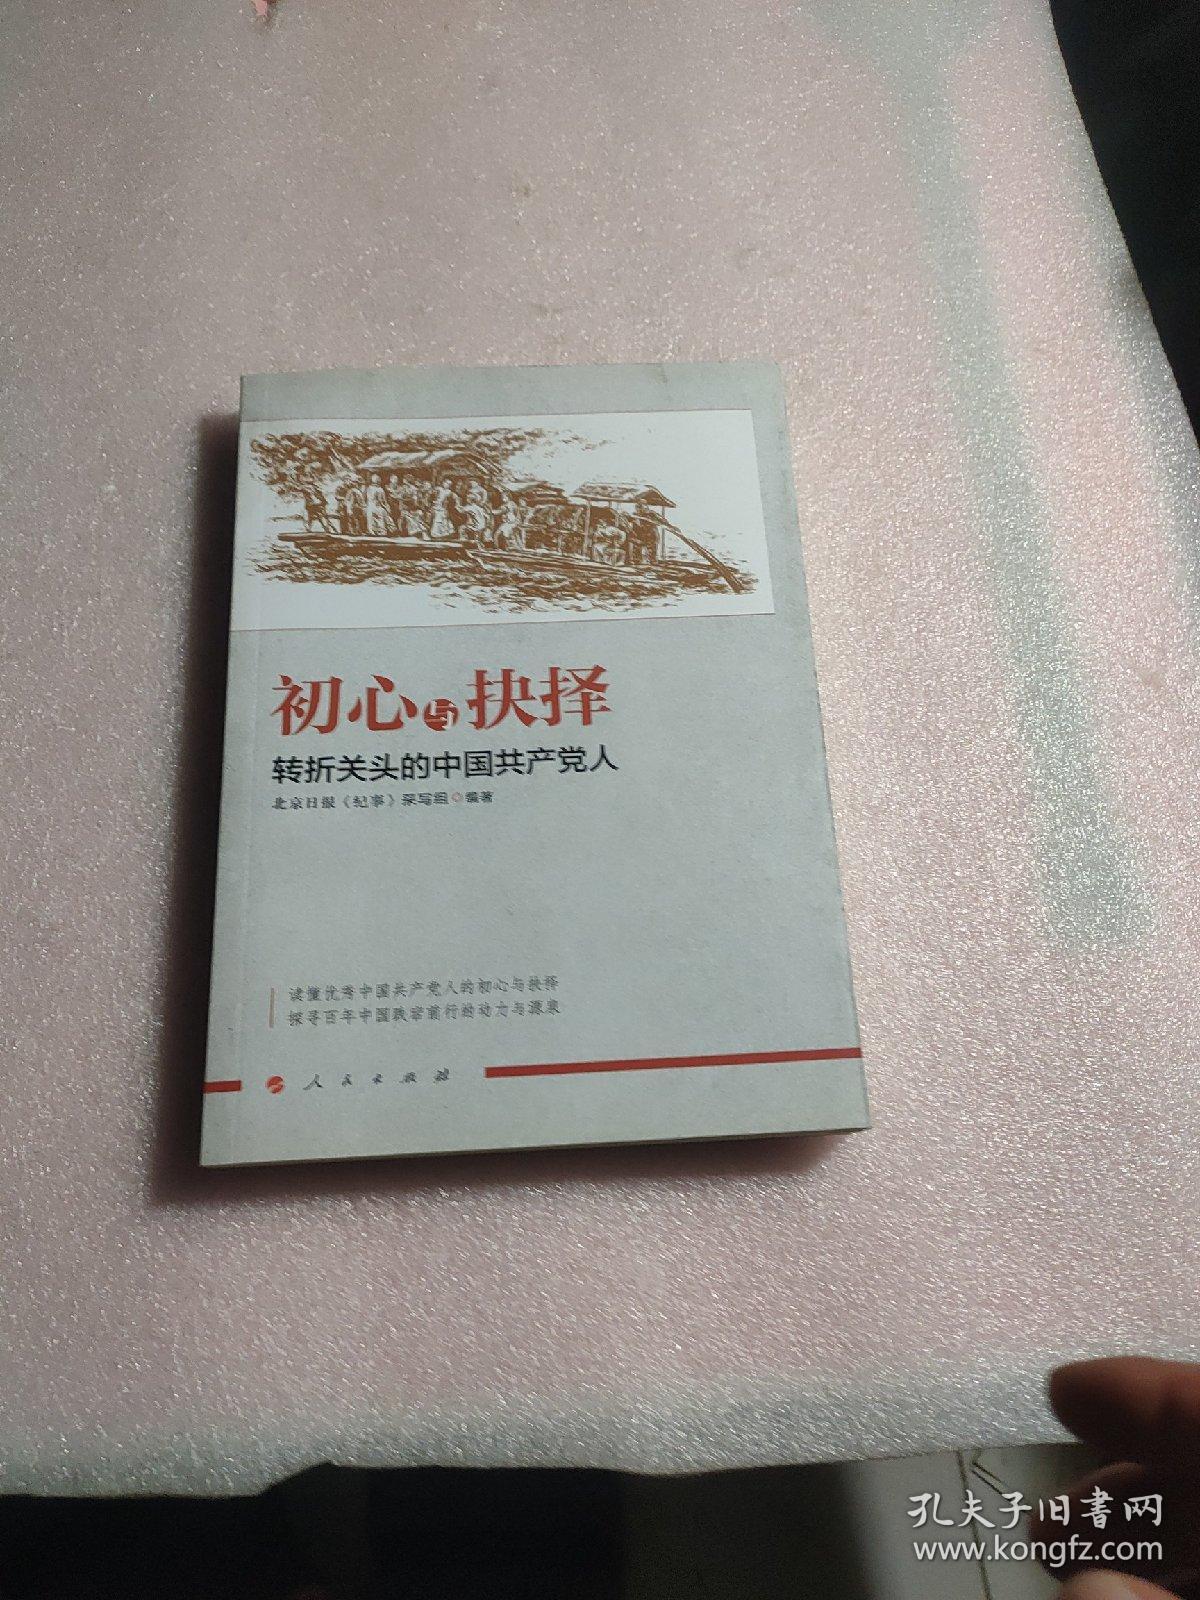 初心与抉择
转折关头的中国共产党人
北京日报《纪事》采写组◎编著
读懂优秀中国共产党人的初心与抉择
探寻百年中国跌宕前行的动力与源泉
人民出版社
孔夫子旧书网
www.kongfz.com